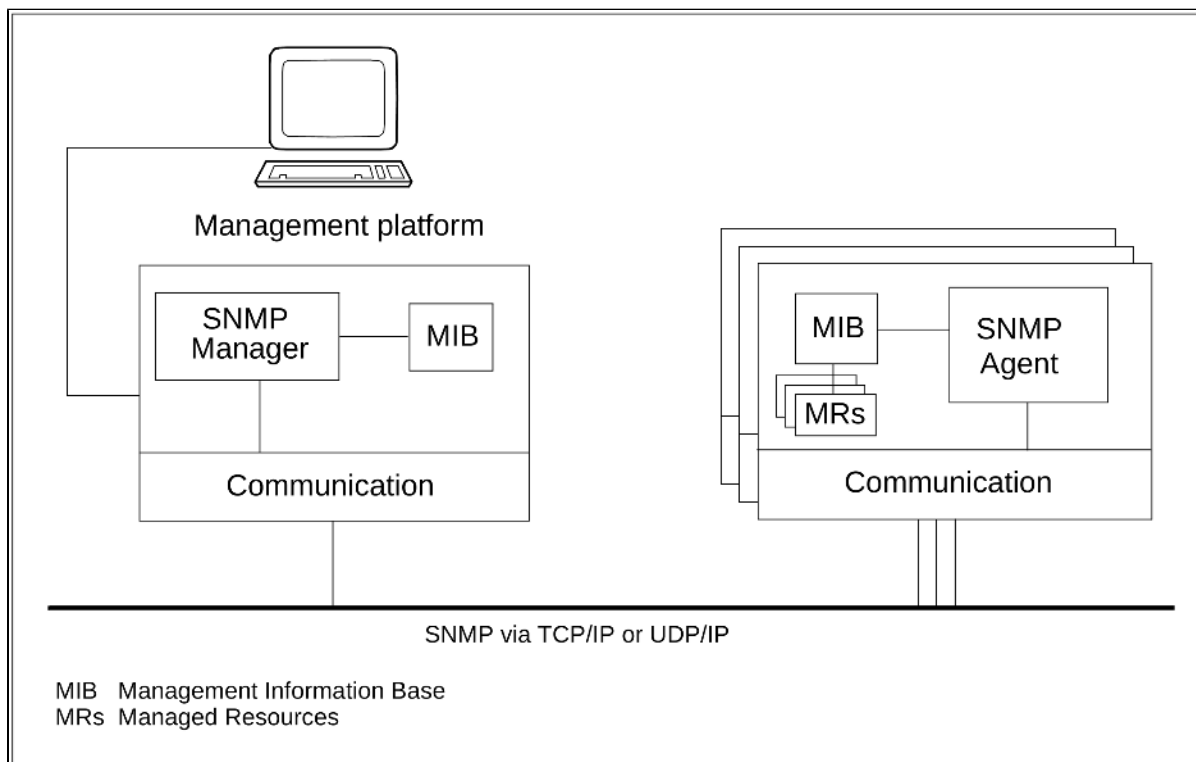 Management platform
SNMP
Manager
MIB
Communication
MIB
MRs
SNMP
Agent
Communication
SNMP via TCP/IP or UDP/IP
MIB Management Information Base
MRs Managed Resources